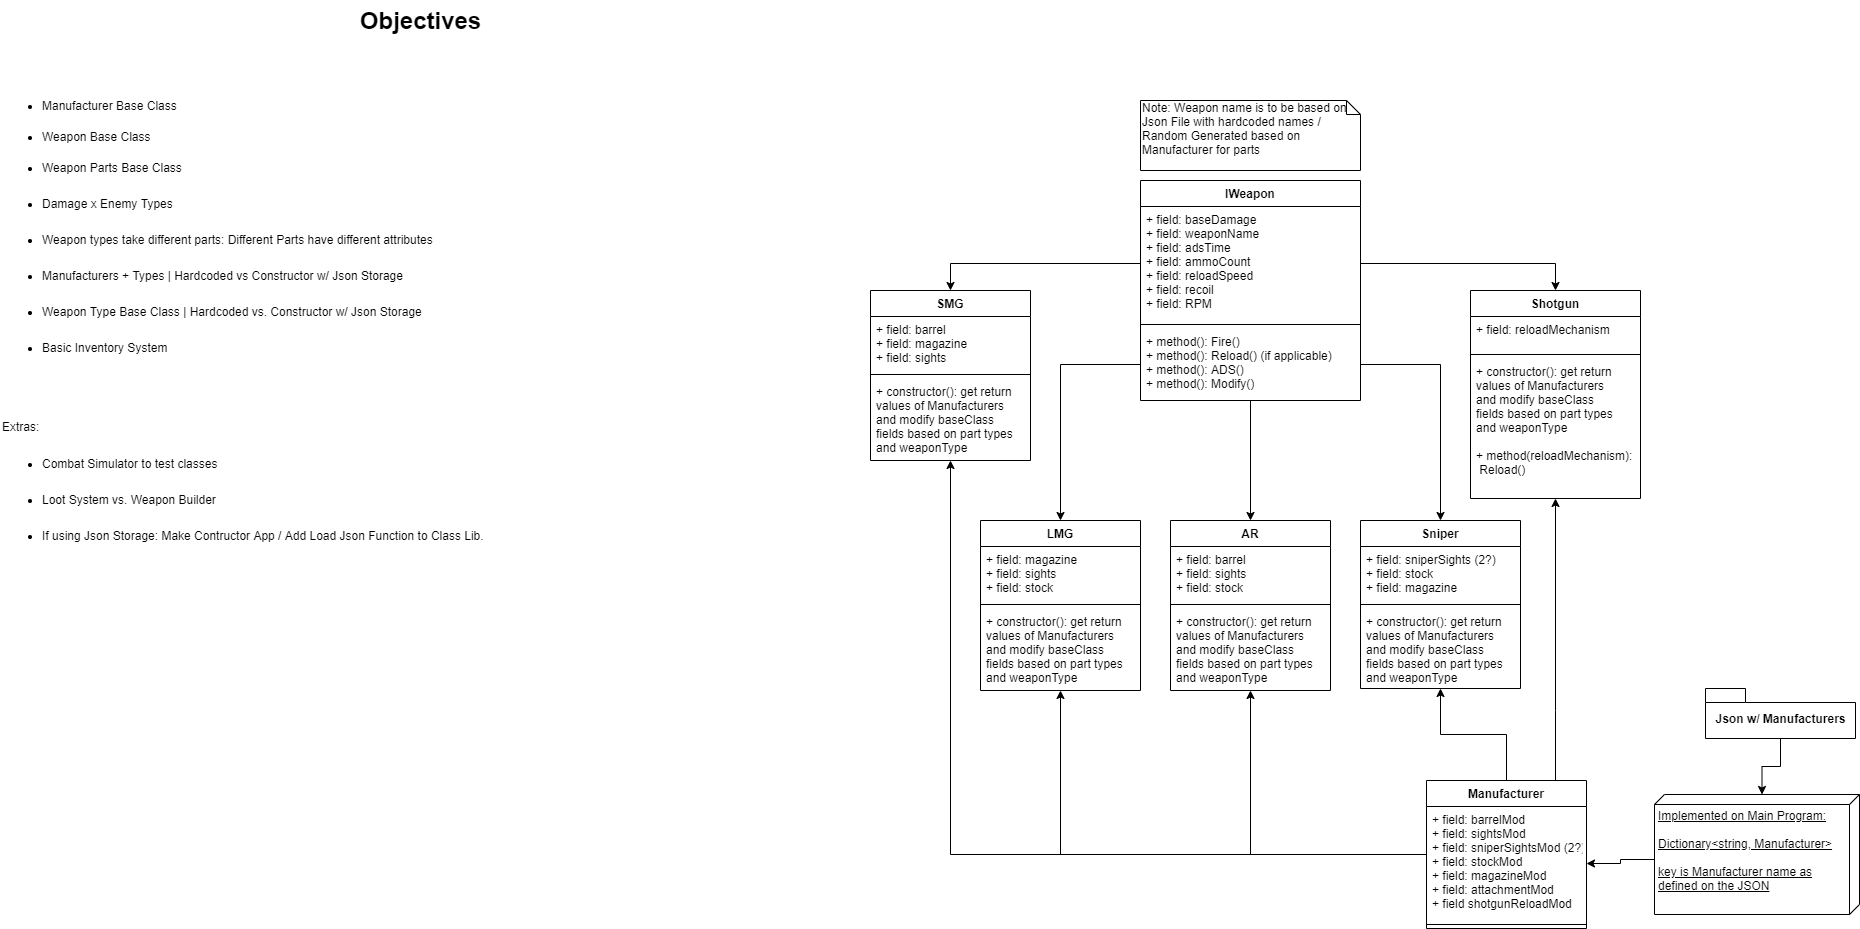 Objectives
Manufacturer Base Class
Weapon Base Class
Weapon Parts Base Class
Damage x Enemy Types
Weapon types take different parts: Different Parts have different attributes
Manufacturers + Types | Hardcoded vs Constructor w/ Json Storage
Weapon Type Base Class | Hardcoded vs. Constructor w/ Json Storage
Basic Inventory System
Extras:
Combat Simulator to test classes
Loot System vs. Weapon Builder
If using Json Storage: Make Contructor App / Add Load Json Function to Class Lib.
Note: Weapon name is to be based on
Json File with hardcoded names /
Random Generated based on
Manufacturer for parts
IWeapon
+ field: baseDamage
+ field: weaponName
+ field: adsTime
+ field: ammoCount
+ field: reloadSpeed
+ field: recoil
+ field: RPM
+ method(): Fire()
+ method(): Reload() (if applicable)
+ method(): ADS()
+ method(): Modify()
SMG
+ field: barrel
+ field: magazine
+ field: sights
+ constructor(): get return
values of Manufacturers
and modify baseClass
fields based on part types
and weaponType
Shotgun
+ field: reloadMechanism
+ constructor(): get return
values of Manufacturers
and modify baseClass
fields based on part types
and weaponType
+ method(reloadMechanism):
Reload()
LMG
+ field: magazine
+ field: sights
+ field: stock
+ constructor(): get return
values of Manufacturers
and modify baseClass
fields based on part types
and weaponType
AR
+ field: barrel
+ field: sights
+ field: stock
+ constructor(): get return
values of Manufacturers
and modify baseClass
fields based on part types
and weaponType
Sniper
+ field: sniperSights (2?)
+ field: stock
+ field: magazine
+ constructor(): get return
values of Manufacturers
and modify baseClass
fields based on part types
and weaponType
Json w/ Manufacturers
Manufacturer
+ field: barrelMod
+ field: sightsMod
+ field: sniperSightsMod (2?
+ field: stockMod
+ field: magazineMod
+ field: attachmentMod
+ field shotgunReloadMod
Implemented on Main Program:
Dictionary<string, Manufacturer>
key is Manufacturer name as
defined on the JSON